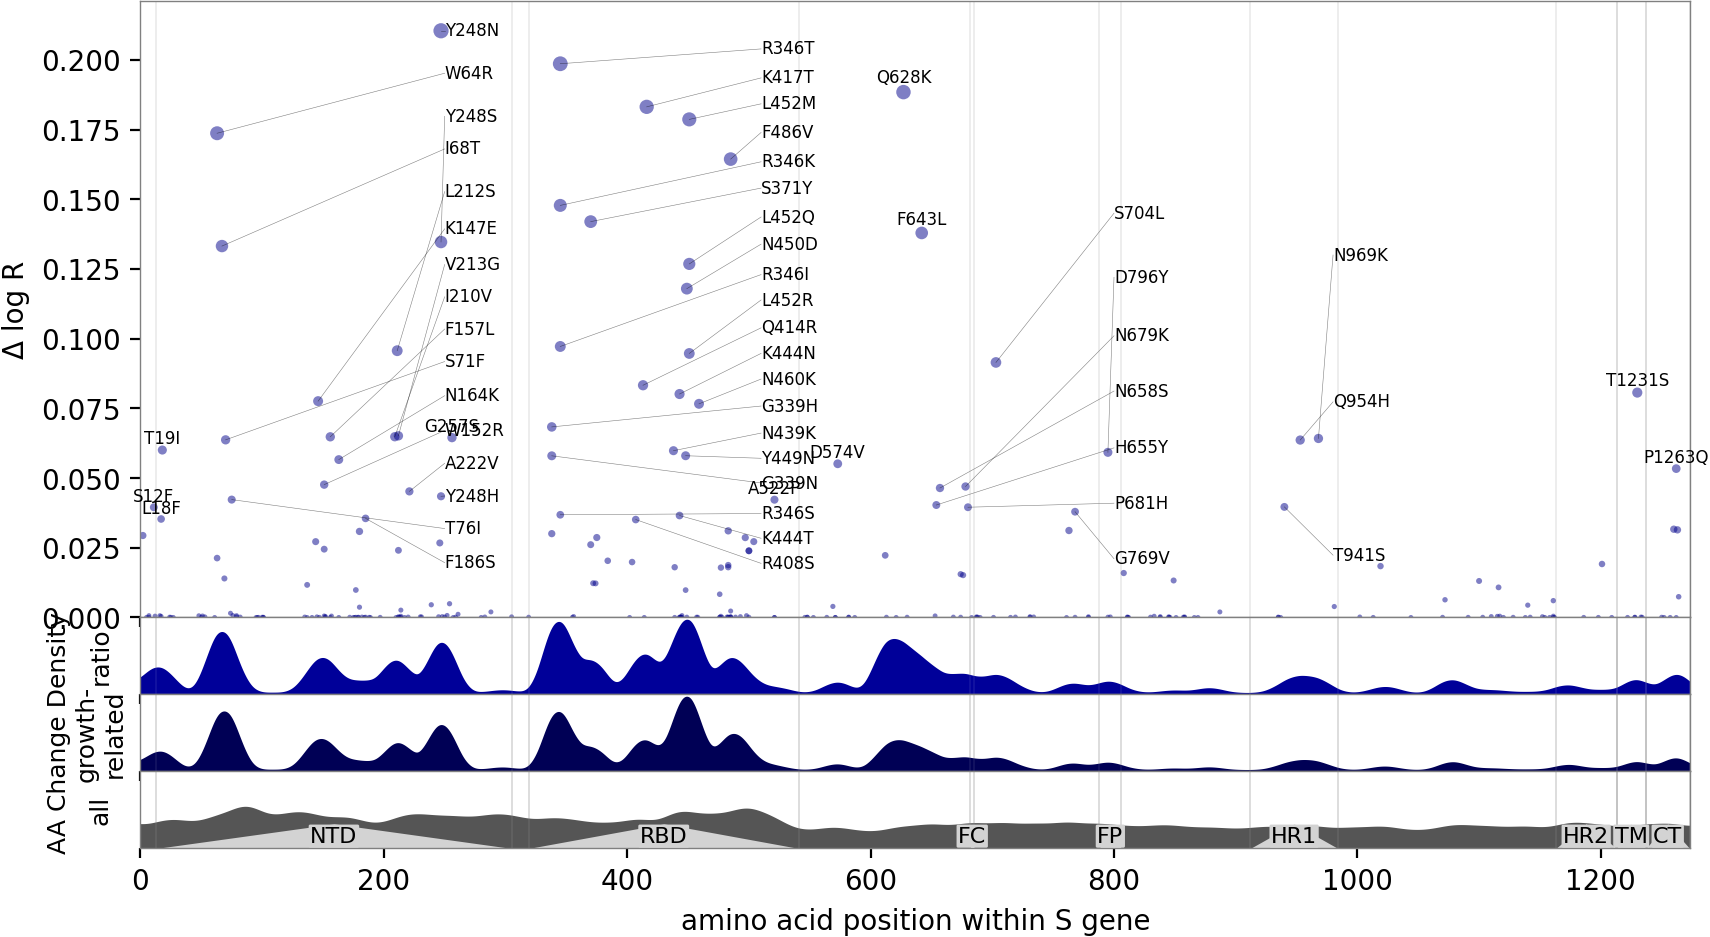 Y248N
W64R
Y248S
I68T
L212S
K147E
V213G
I210V
F157L
S71F
N164K
G257S
W152R
A222V
Y248H
T76I
F186S
T19I
S12F
L18F
R346T
K417T
L452M
F486V
R346K
S371Y
L452Q
N450D
R346I
L452R
Q414R
K444N
N460K
G339H
N439K
Y449N
G339N
A522P
R346S
K444T
R408S
D574V
Q628K
F643L
S704L
D796Y
N679K
N658S
H655Y
P681H
G769V
N969K
Q954H
T941S
T1231S
P1263Q
Δ log R
0.200
0.175
0.150
0.125
0.100
0.075
0.050
0.025
0.000
AA Change Density
ratio
growth-
related
all
NTD RBD FC FP HR1 HR2 TM CT
0 200 400 600 800 1000 1200
amino acid position within S gene